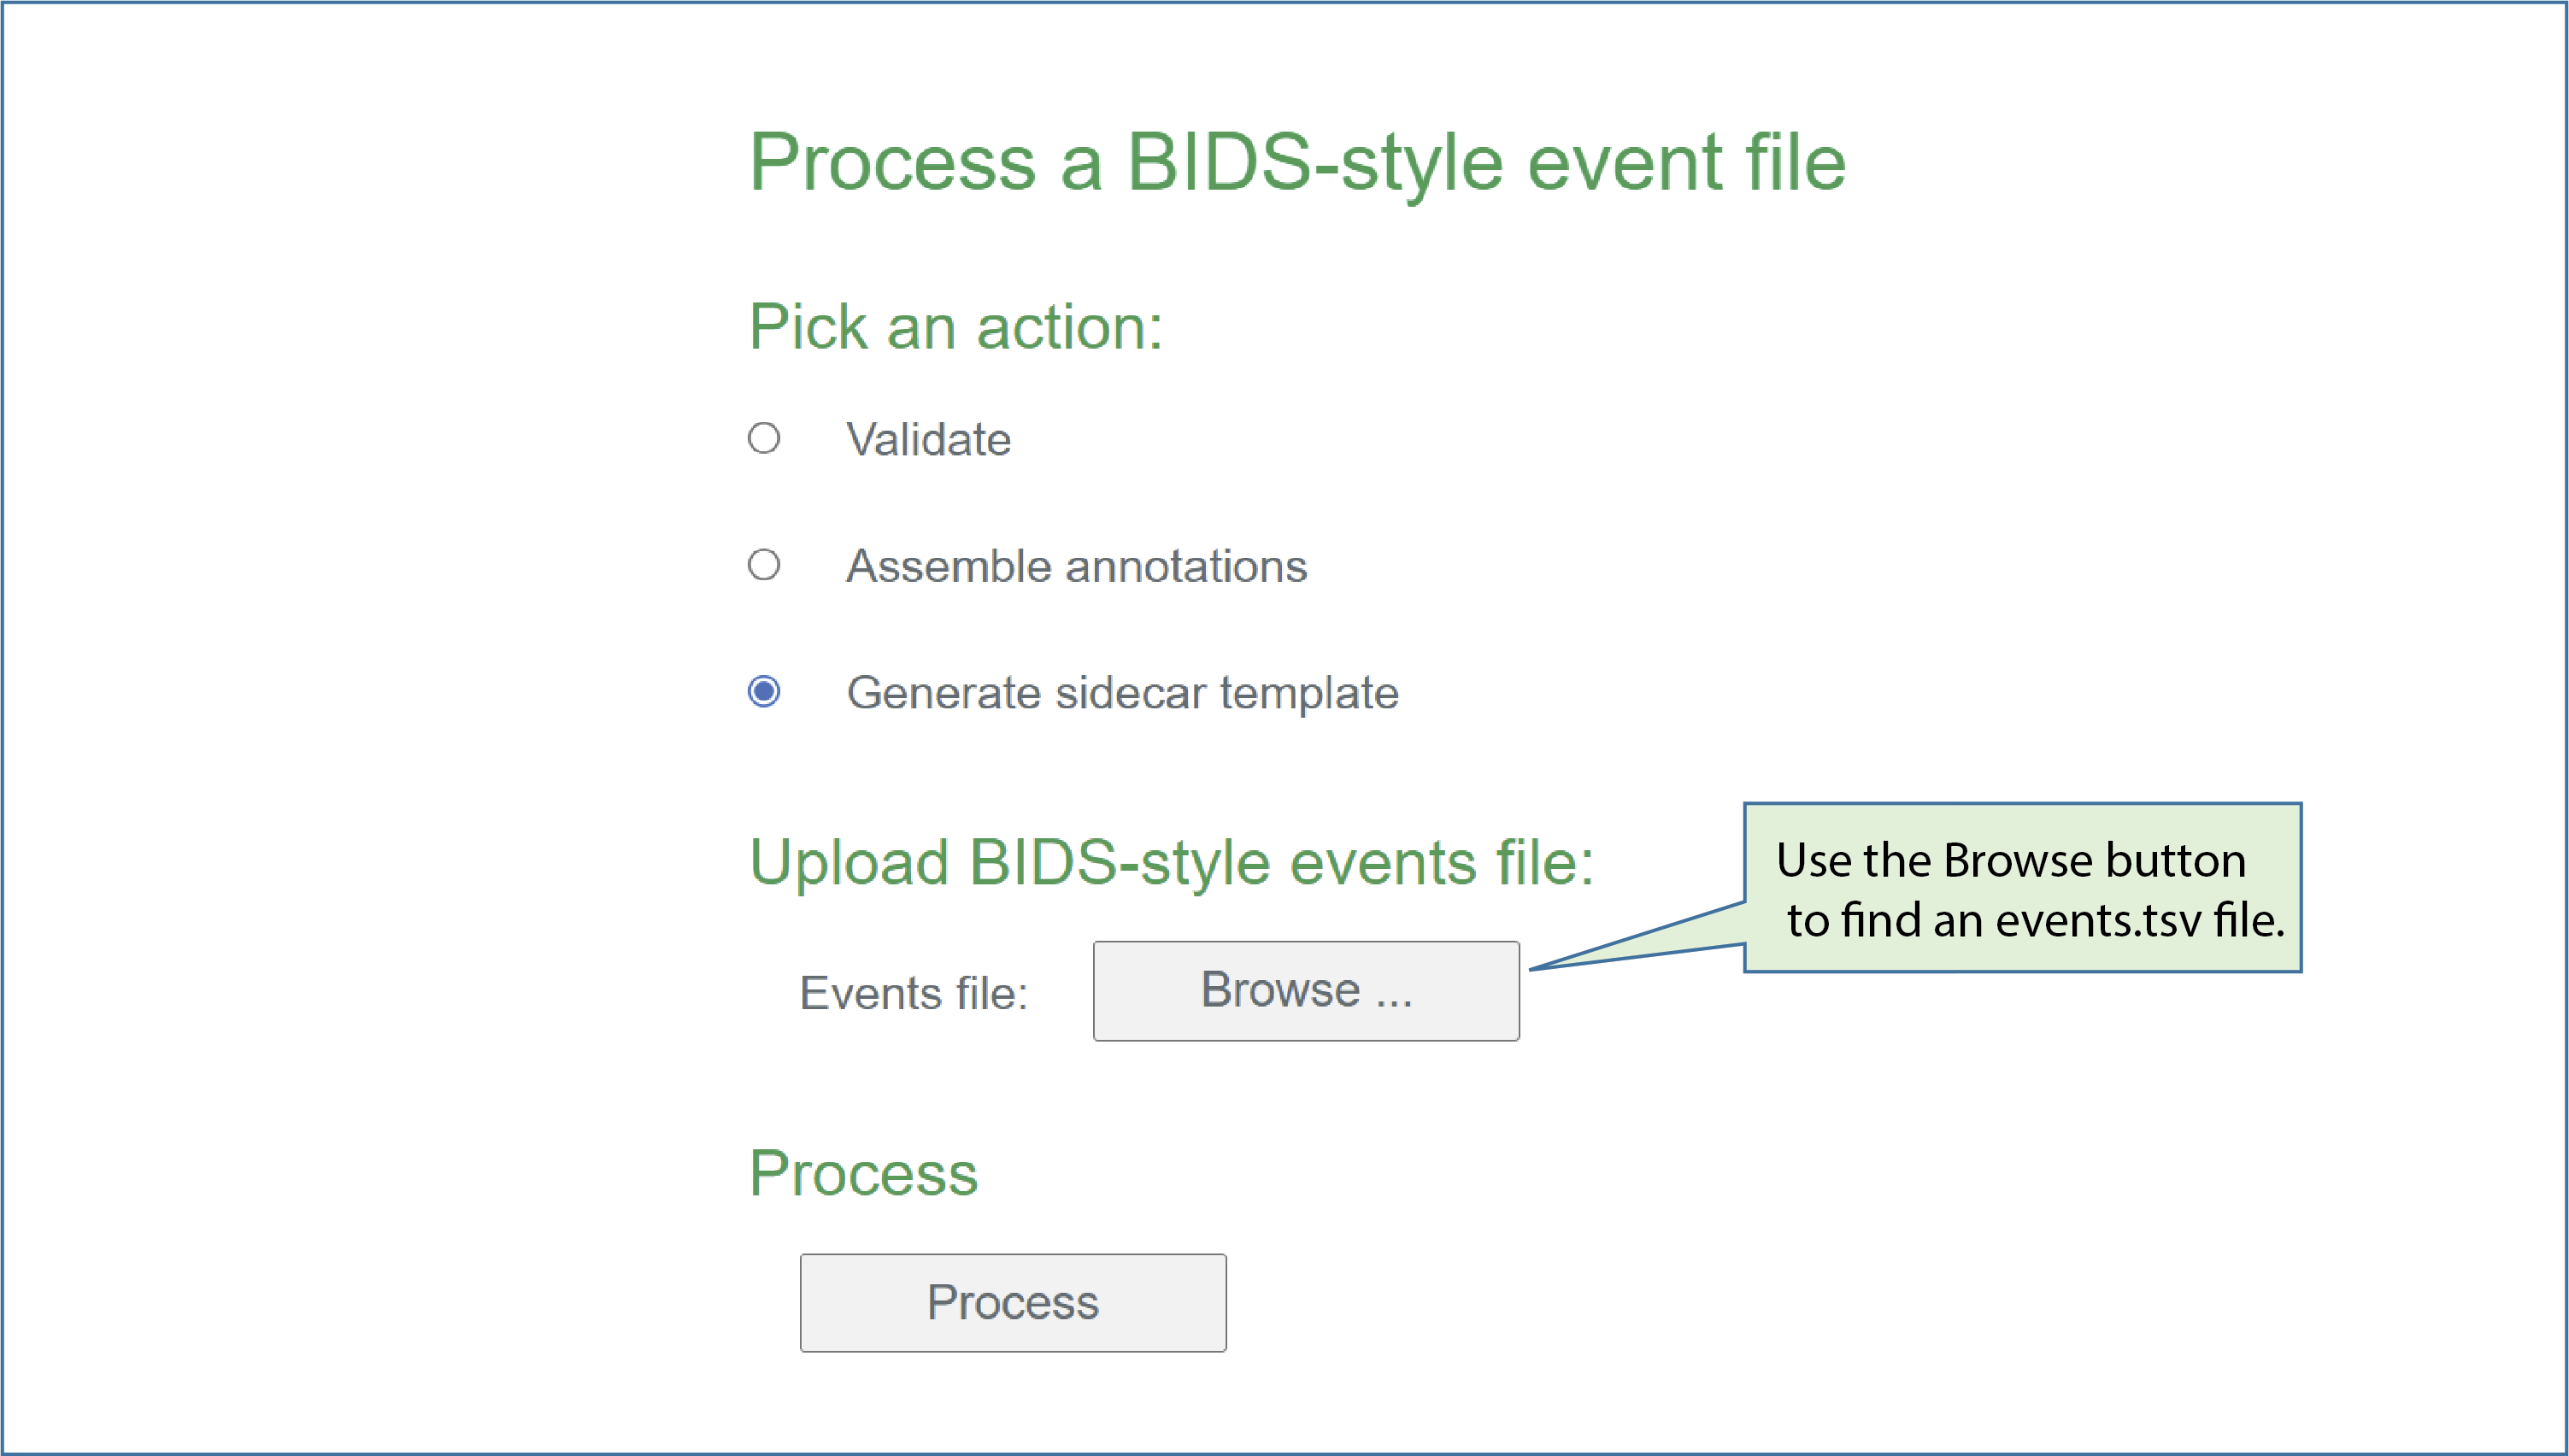 Process a BIDS-style event file
Pick an action:
Validate
Assemble annotations
Generate sidecar template
Upload BIDS-style events file:
Use the Browse button
to find an events.tsv file.
Events file:
Browse ...
Process
Process